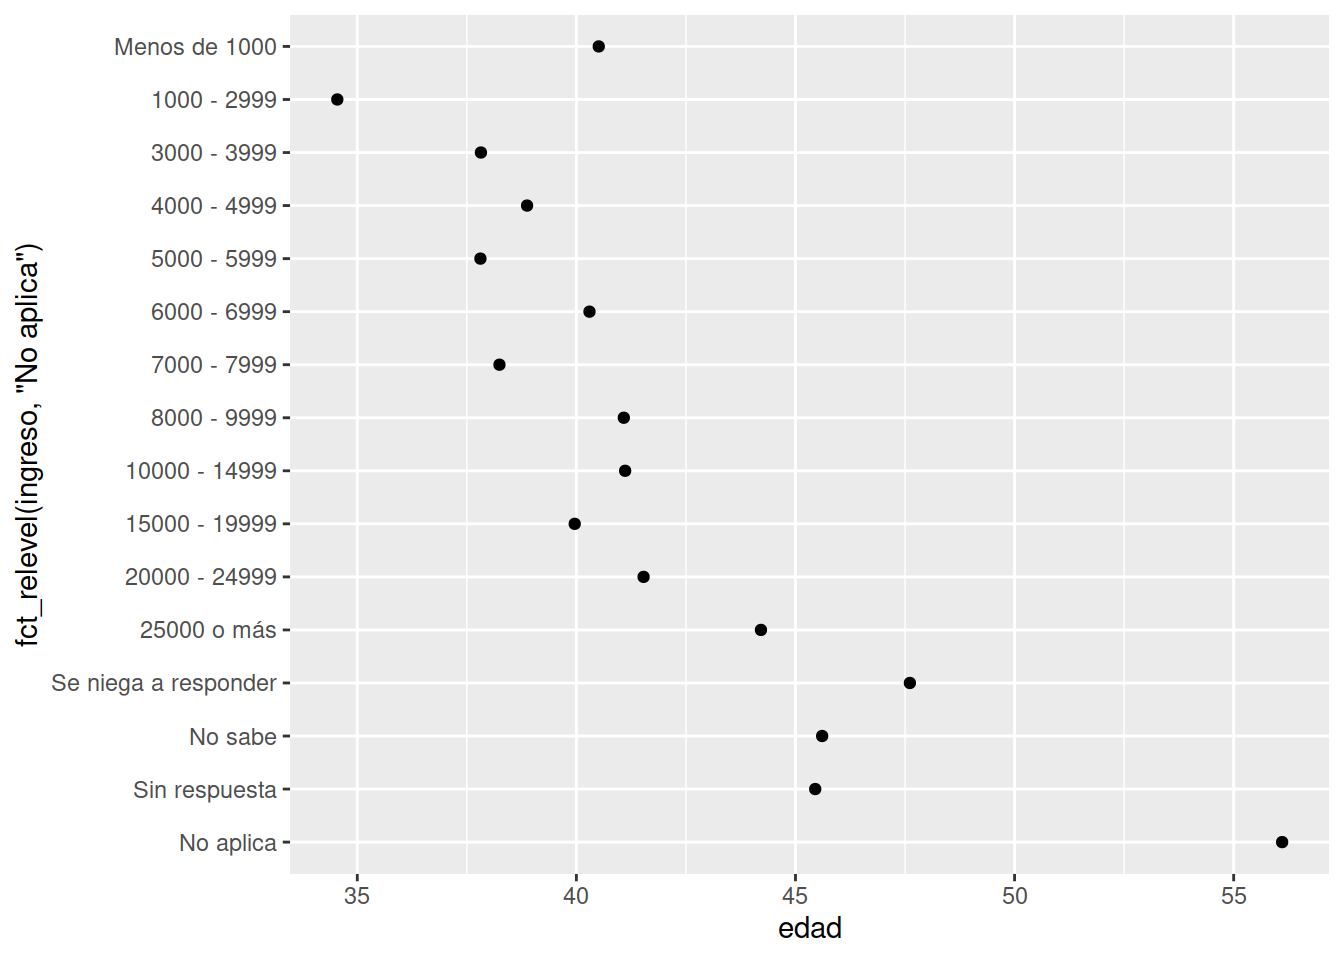 Menos de 1000
1000 - 2999
3000 - 3999
4000 - 4999
5000 - 5999
6000 - 6999
7000 - 7999
8000 - 9999
10000 - 14999
15000 - 19999
20000 - 24999
25000 o más
Se niega a responder
No sabe
Sin respuesta
No aplica
fct_relevel(ingreso, "No aplica")
35 40 45 50 55
edad